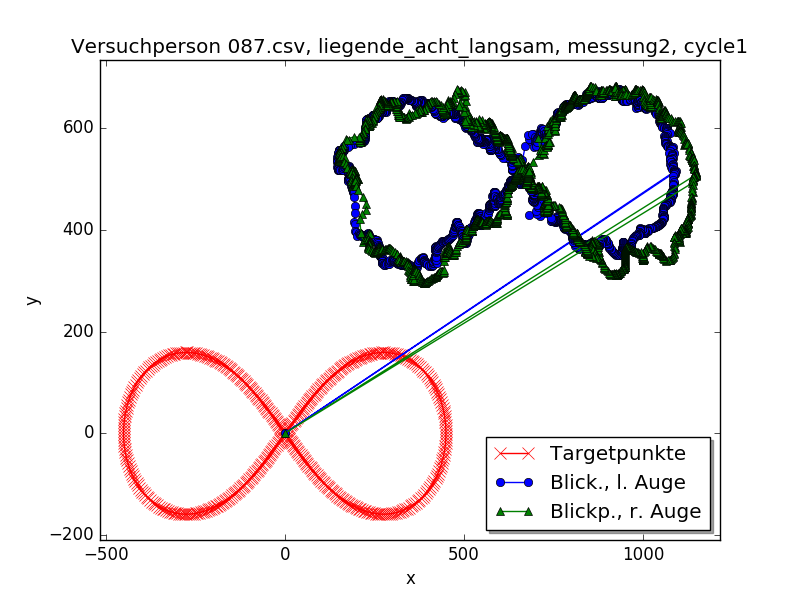 Versuchperson 087.csv, liegende_acht_langsam, messung2, cycle1
600
400
200
0
−200
y
−500
0
500
1000
x
Targetpunkte
Blick., l. Auge
Blickp., r. Auge